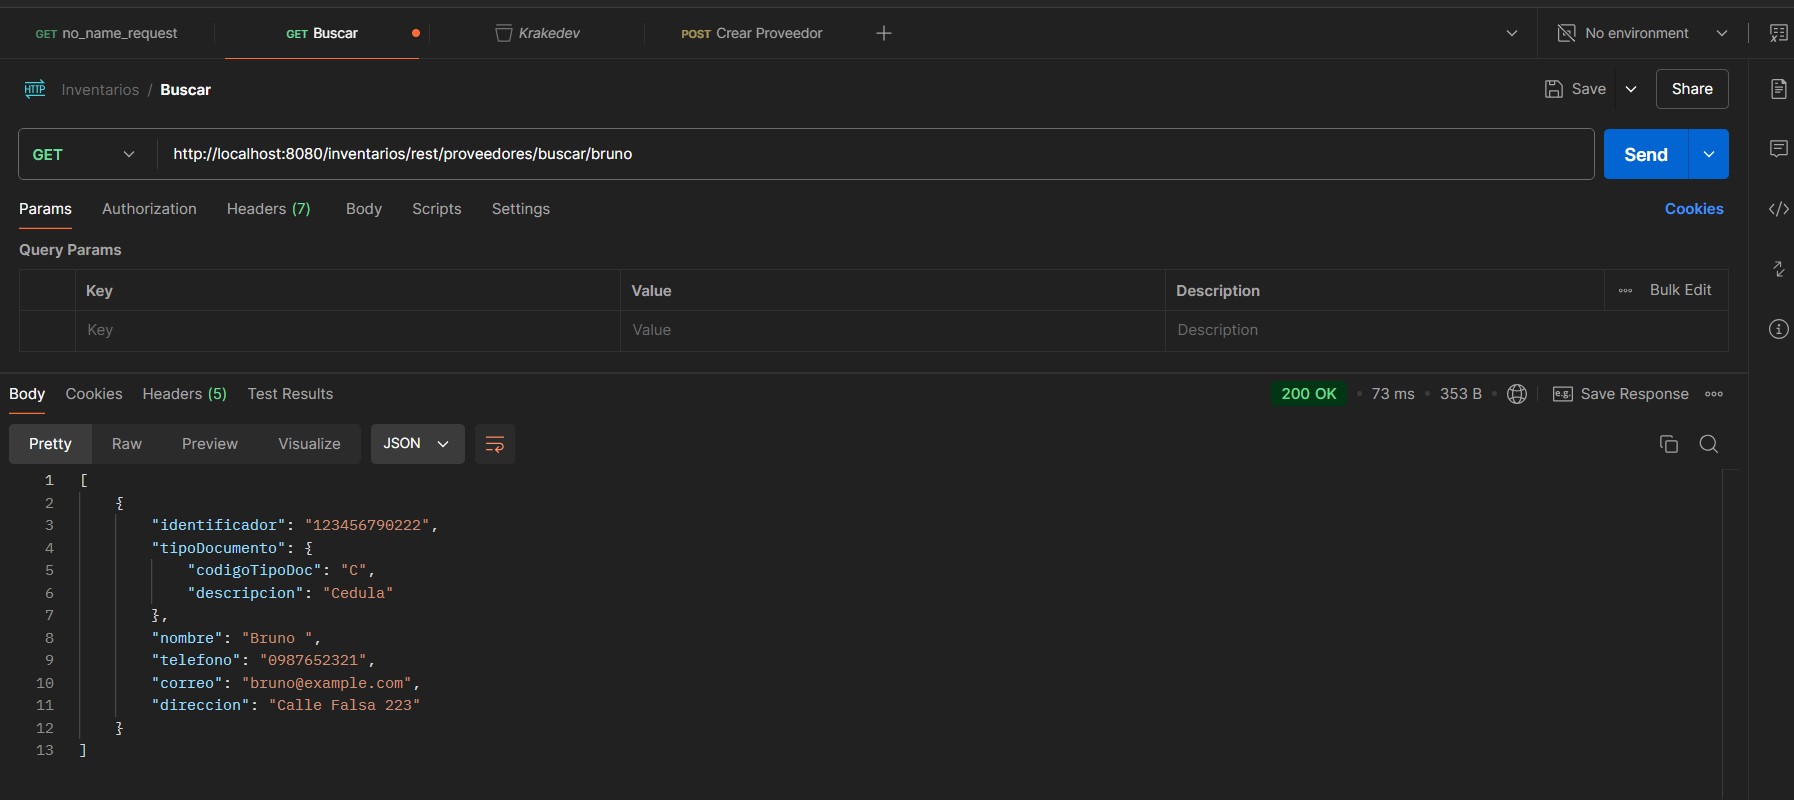 GET no_name_request
GET Buscar
Krakedev
POST Crear Proveedor
No environment
HTTP
Inventarios / Buscar
Save
Share
GET
http://localhost:8080/inventarios/rest/proveedores/buscar/bruno
Send
Params
Authorization
Headers (7)
Body
Scripts
Settings
Cookies
Query Params
Key
Value
Description
Bulk Edit
Key
Value
Description
Body
Cookies
Headers (5)
Test Results
200 OK
73 ms
353 B
e.g.
Save Response
Pretty
Raw
Preview
Visualize
JSON
1 [
2 {
3 "identificador": "123456790222",
4 "tipoDocumento": {
5 "codigoTipoDoc": "C",
6 "descripcion": "Cedula"
7 },
8 "nombre": "Bruno ",
9 "telefono": "0987652321",
10 "correo": "bruno@example.com",
11 "direccion": "Calle Falsa 223"
12 }
13 ]